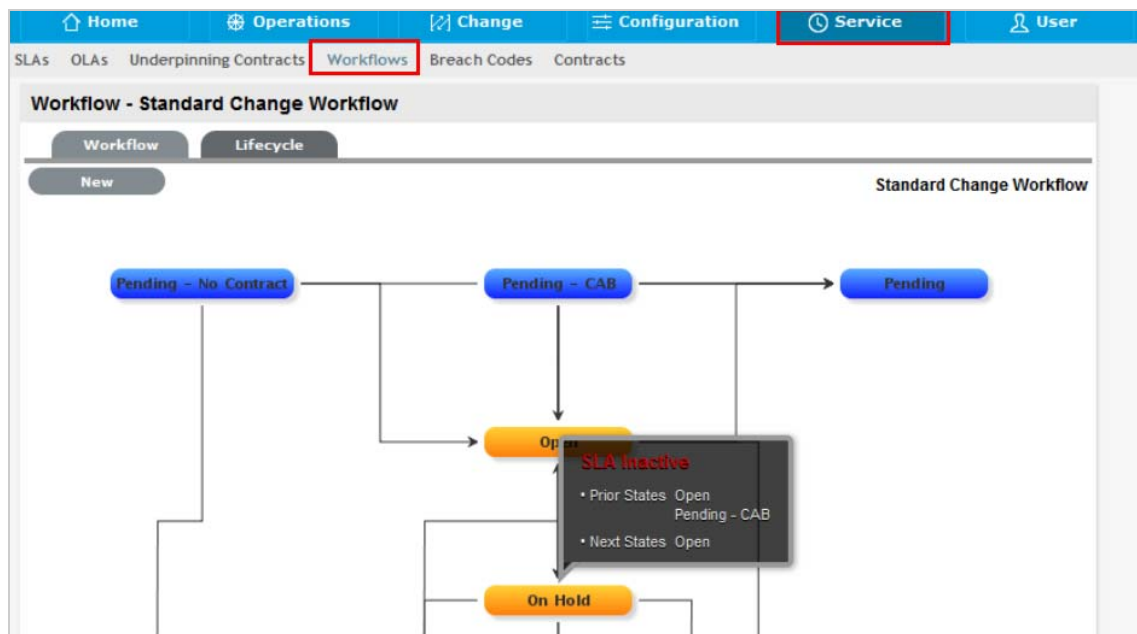 Home Operations Change Configuration Service User
SLAs OLAs Underpinning Contracts Workflows Breach Codes Contracts
Workflow - Standard Change Workflow
Workflow Lifecycle
New Standard Change Workflow
Pending - No Contract Pending - CAB Pending
Open
SLA Inactive
• Prior States Open
Pending - CAB
• Next States Open
On Hold